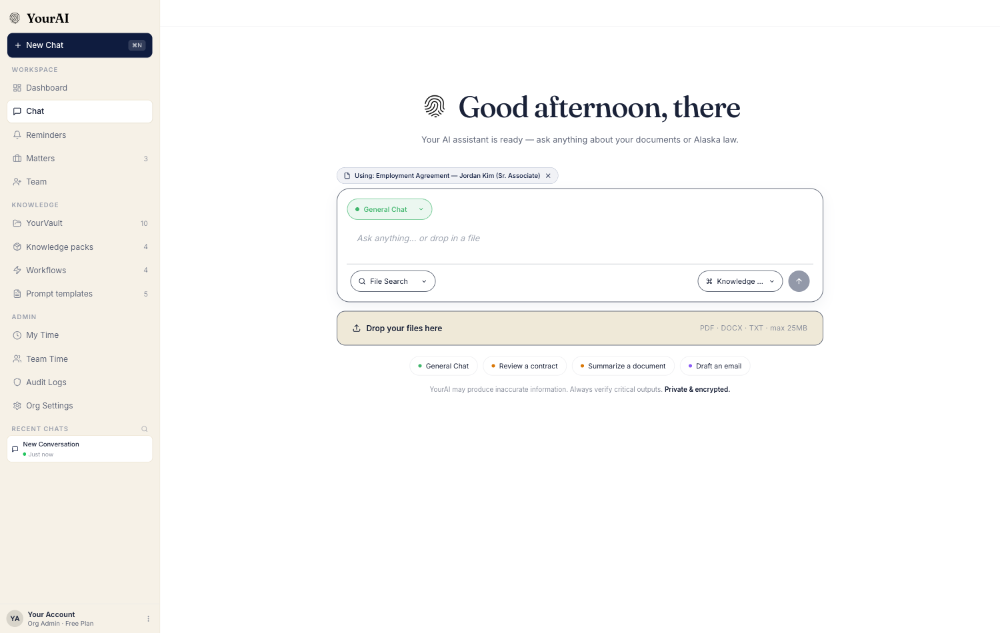 YourAI
New Chat ⌘N
WORKSPACE
Dashboard
Chat
Reminders
Matters 3
Team
KNOWLEDGE
YourVault 10
Knowledge packs 4
Workflows 4
Prompt templates 5
ADMIN
My Time
Team Time
Audit Logs
Org Settings
RECENT CHATS
New Conversation
Just now
YA Your Account
Org Admin · Free Plan
Good afternoon, there
Your AI assistant is ready — ask anything about your documents or Alaska law.
Using: Employment Agreement — Jordan Kim (Sr. Associate)
General Chat
Ask anything... or drop in a file
File Search ⌘ Knowledge ...
Drop your files here PDF · DOCX · TXT · max 25MB
General Chat Review a contract Summarize a document Draft an email
YourAI may produce inaccurate information. Always verify critical outputs. Private & encrypted.